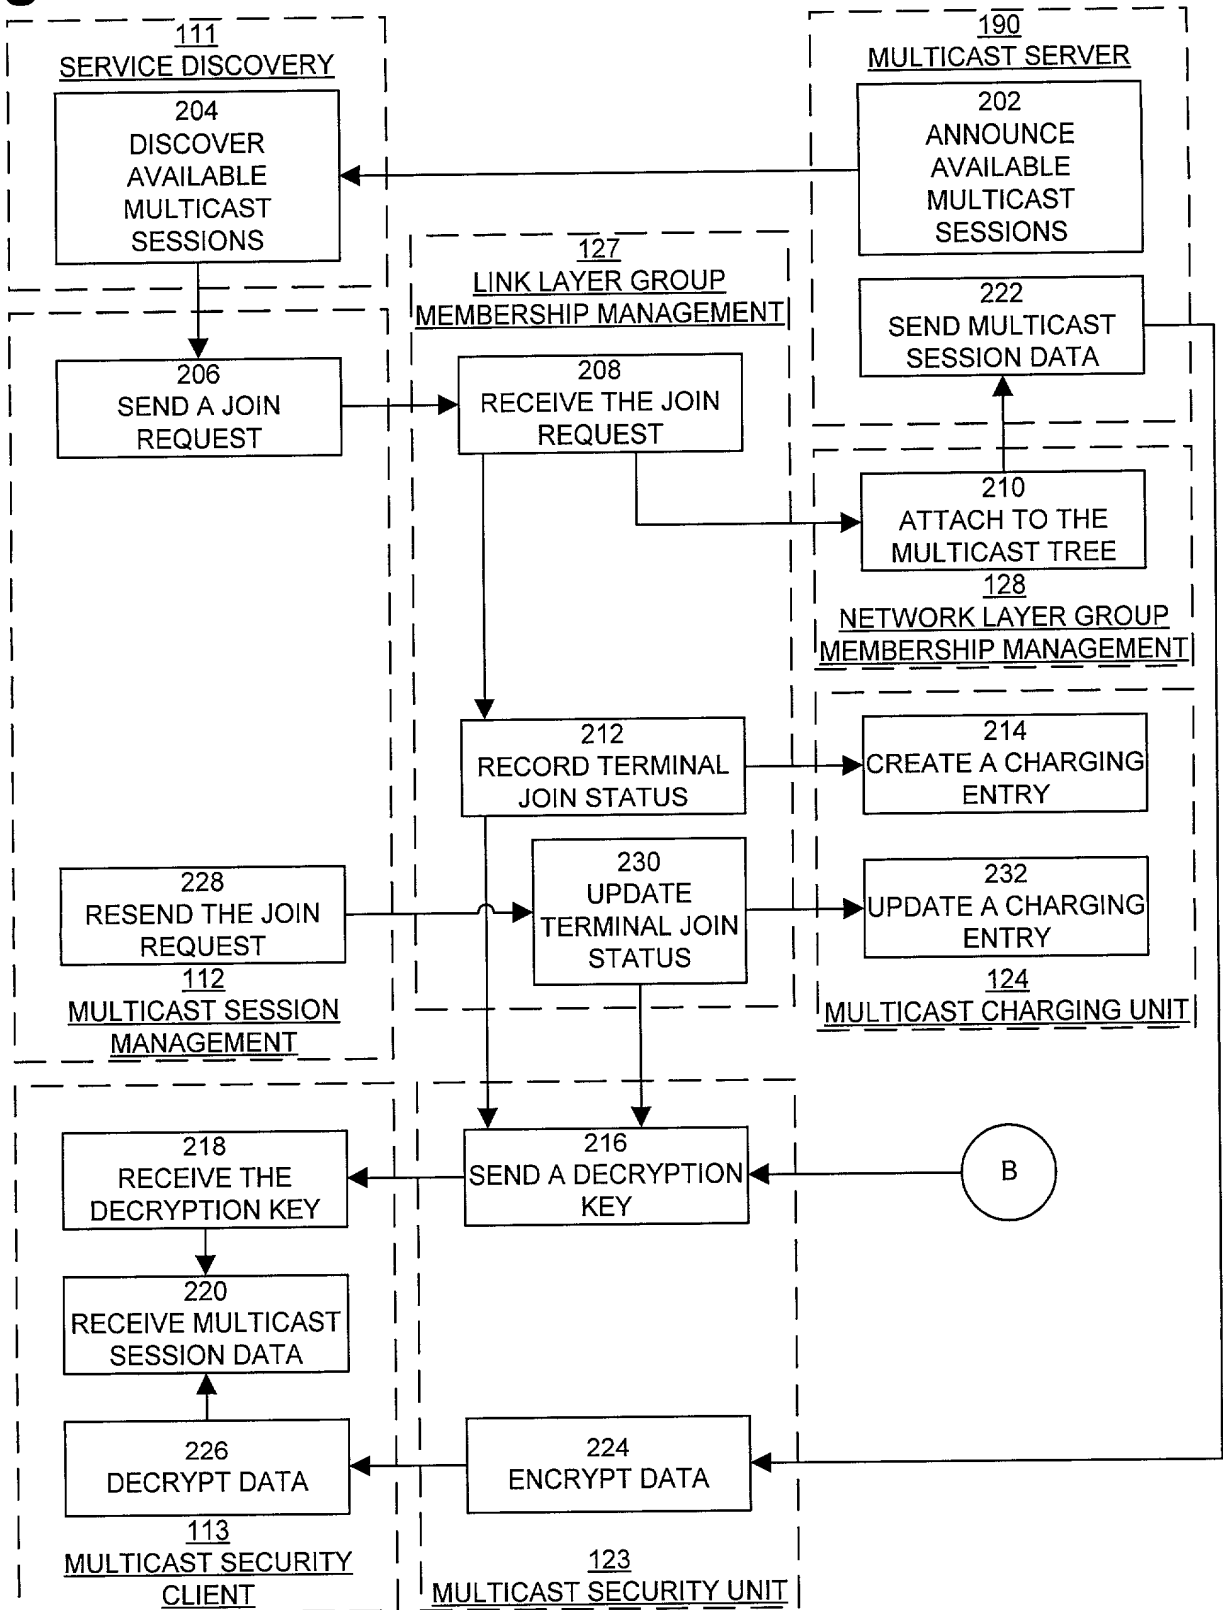 111
SERVICE DISCOVERY
204
DISCOVER
AVAILABLE
MULTICAST
SESSIONS
190
MULTICAST SERVER
202
ANNOUNCE
AVAILABLE
MULTICAST
SESSIONS
127
LINK LAYER GROUP
MEMBERSHIP MANAGEMENT
222
SEND MULTICAST
SESSION DATA
206
SEND A JOIN
REQUEST
208
RECEIVE THE JOIN
REQUEST
210
ATTACH TO THE
MULTICAST TREE
128
NETWORK LAYER GROUP
MEMBERSHIP MANAGEMENT
212
RECORD TERMINAL
JOIN STATUS
214
CREATE A CHARGING
ENTRY
228
RESEND THE JOIN
REQUEST
112
MULTICAST SESSION
MANAGEMENT
230
UPDATE
TERMINAL JOIN
STATUS
232
UPDATE A CHARGING
ENTRY
124
MULTICAST CHARGING UNIT
218
RECEIVE THE
DECRYPTION KEY
216
SEND A DECRYPTION
KEY
B
220
RECEIVE MULTICAST
SESSION DATA
226
DECRYPT DATA
224
ENCRYPT DATA
113
MULTICAST SECURITY
CLIENT
123
MULTICAST SECURITY UNIT